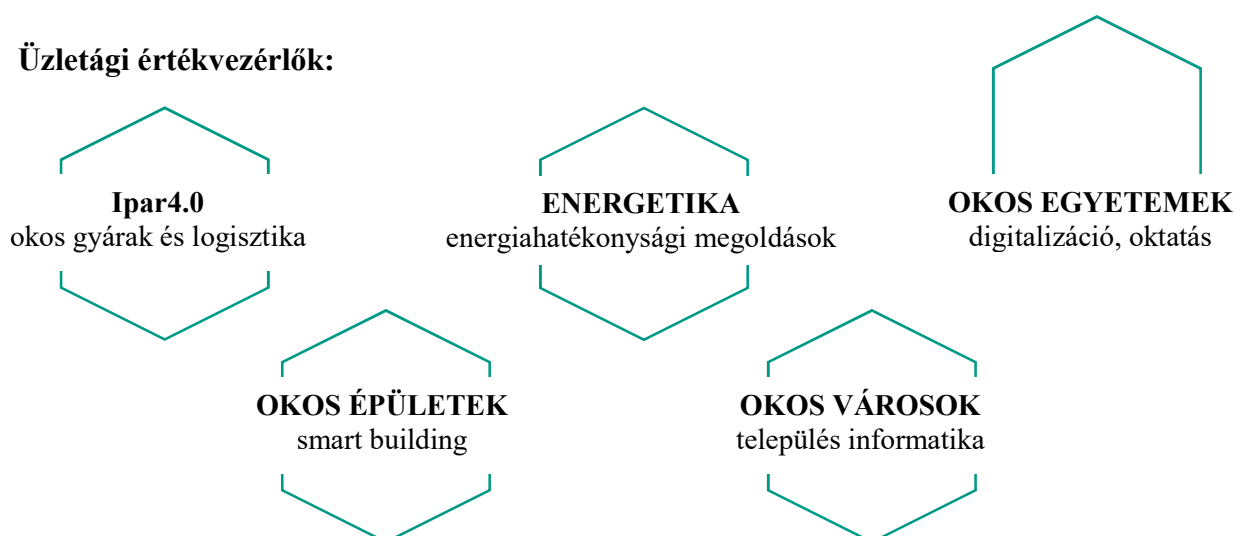 Üzletági értékvezérlők:
Ipar4.0
okos gyárak és logisztika
ENERGETIKA
energiahatékonysági megoldások
OKOS EGYETEMEK
digitalizáció, oktatás
OKOS ÉPÜLETEK
smart building
OKOS VÁROSOK
település informatika